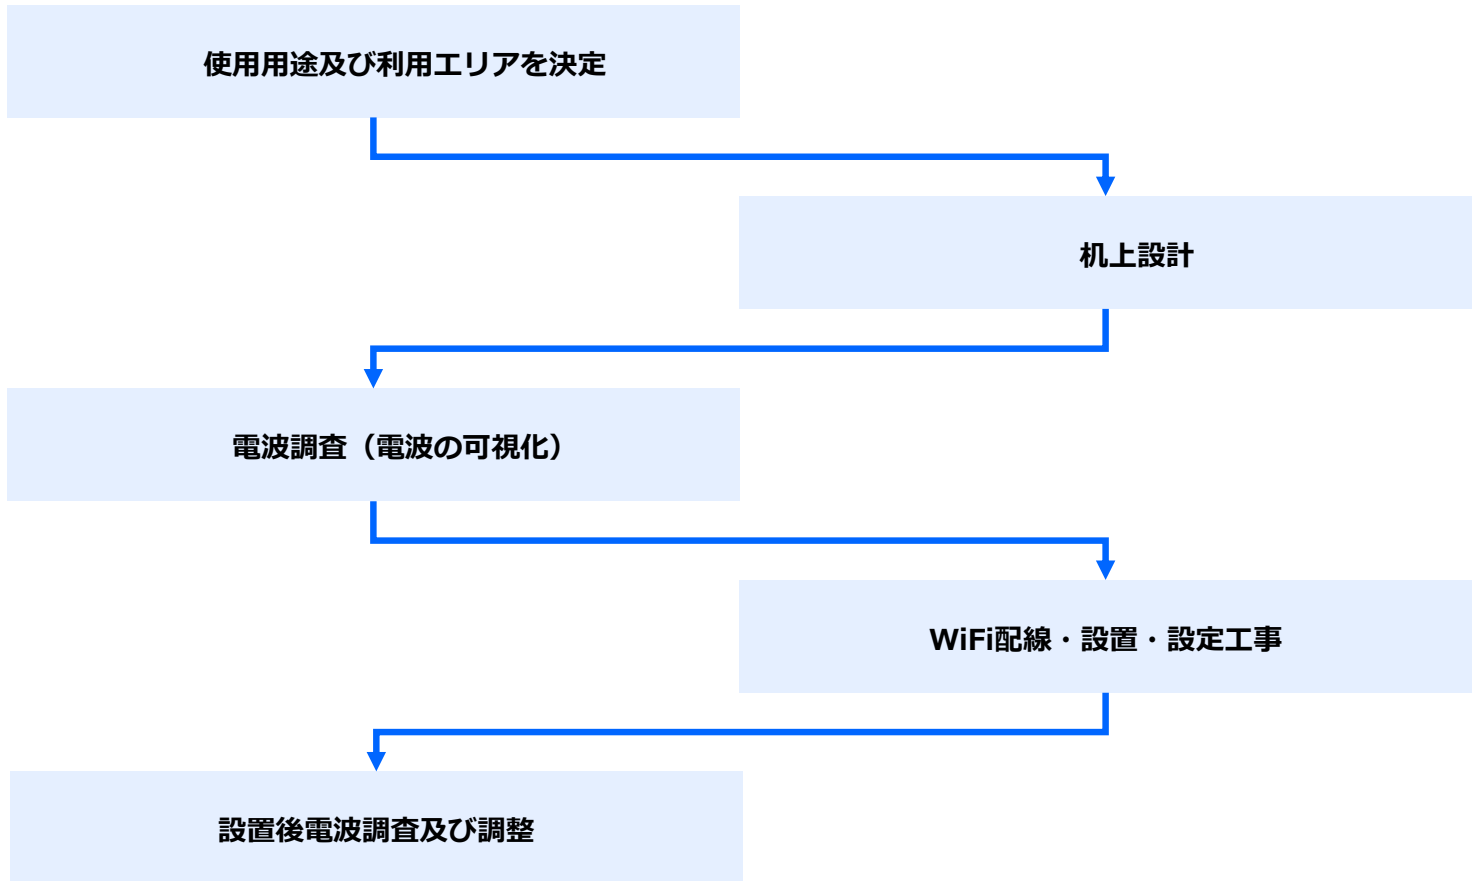 使用用途及び利用エリアを決定
机上設計
電波調査（電波の可視化）
WiFi配線・設置・設定工事
設置後電波調査及び調整